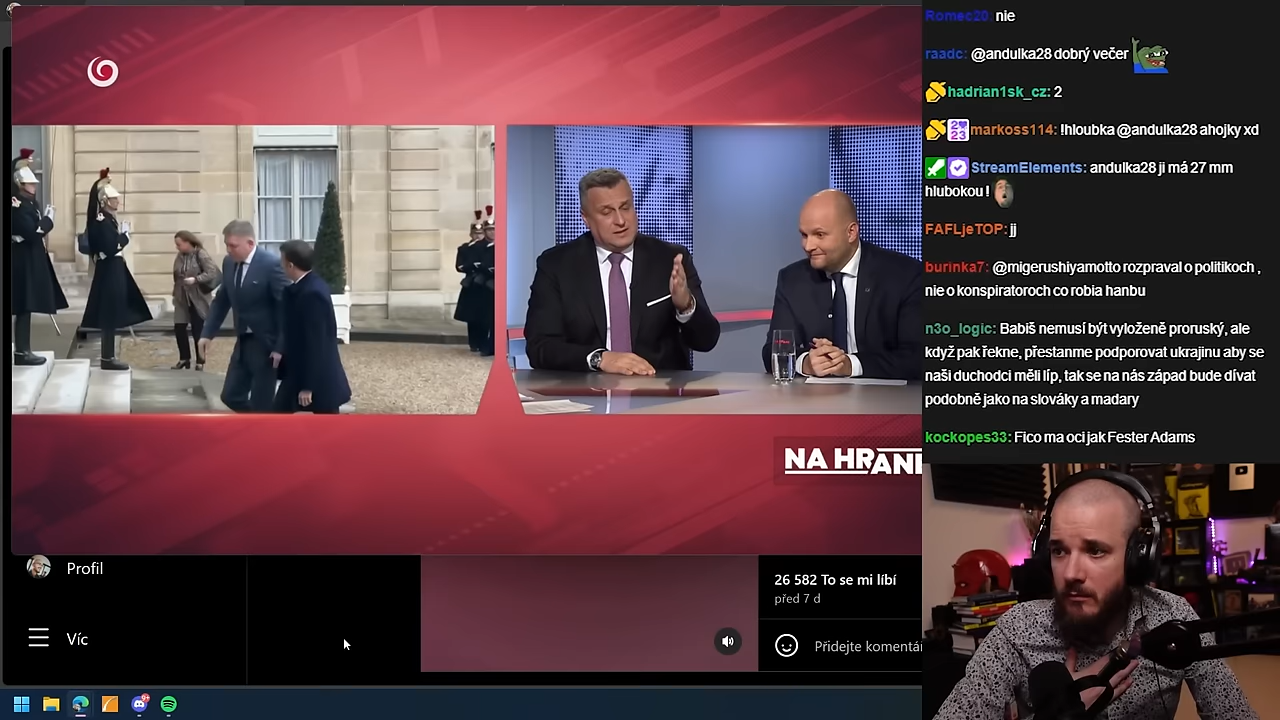 NA HRANI
Profil
Víc
26 582 To se mi líbí
před 7 d
Přidejte komentá
Romec20: nie
raadc: @andulka28 dobrý večer
hadrian1sk_cz: 2
markoss114: !hloubka @andulka28 ahojky xd
StreamElements: andulka28 ji má 27 mm
hlubokou !
FAFLjeTOP: jj
burinka7: @migerushiyamotto rozpraval o politikoch ,
nie o konspiratoroch co robia hanbu
n3o_logic: Babiš nemusí být vyloženě proruský, ale
když pak řekne, přestanme podporovat ukrajinu aby se
naši duchodci měli líp, tak se na nás západ bude dívat
podobně jako na slováky a madary
kockopes33: Fico ma oci jak Fester Adams